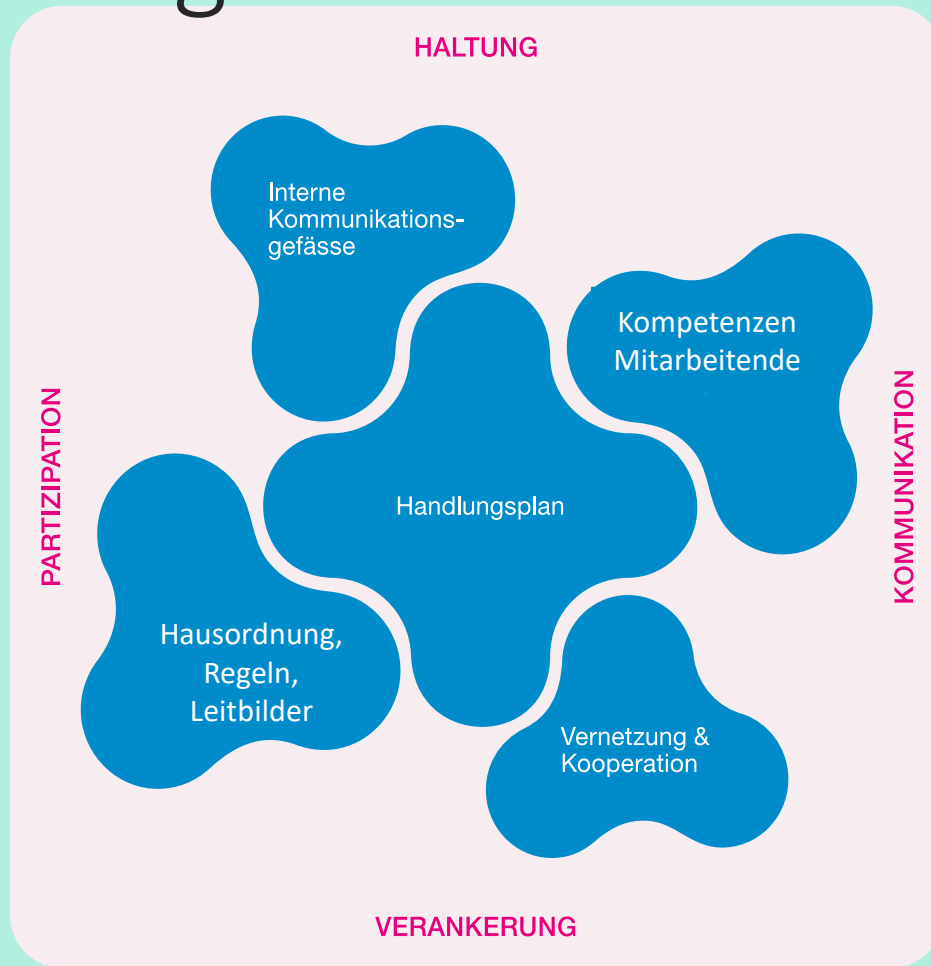 HALTUNG
Interne
Kommunikations-
gefässe
Kompetenzen
Mitarbeitende
PARTIZIPATION
KOMMUNIKATION
Handlungsplan
Hausordnung,
Regeln,
Leitbilder
Vernetzung &
Kooperation
VERANKERUNG